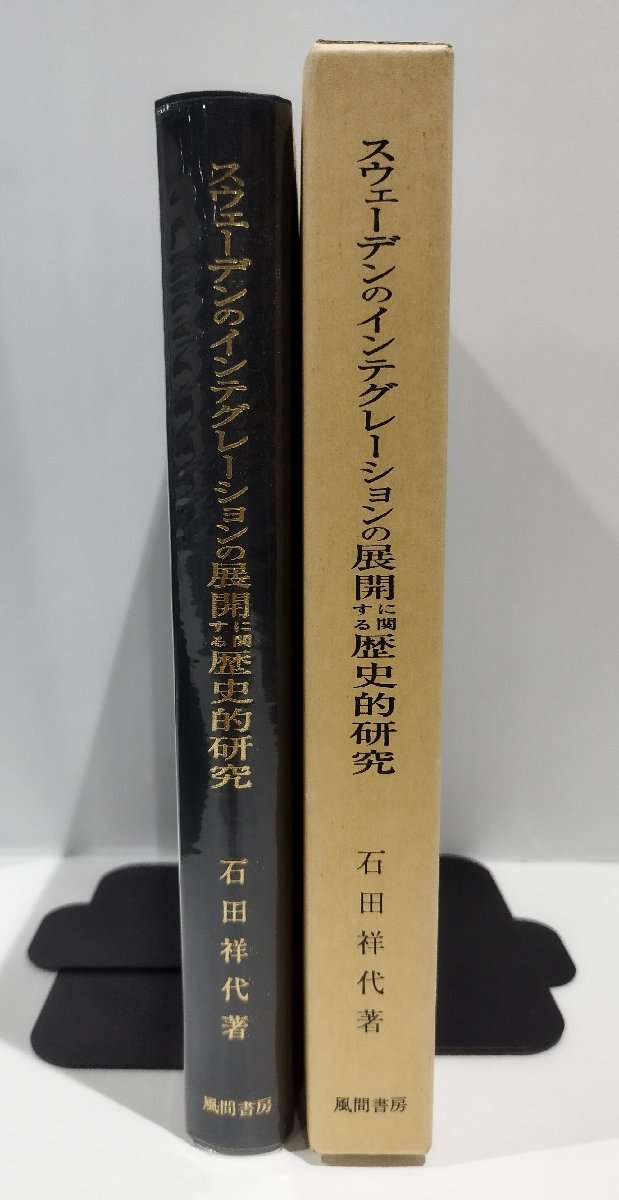 スウェーデンのインテグレーションの展開に関する歴史的研究
石田祥代著
風間書房
スウェーデンのインテグレーションの展開に関する歴史的研究
石田祥代著
風間書房